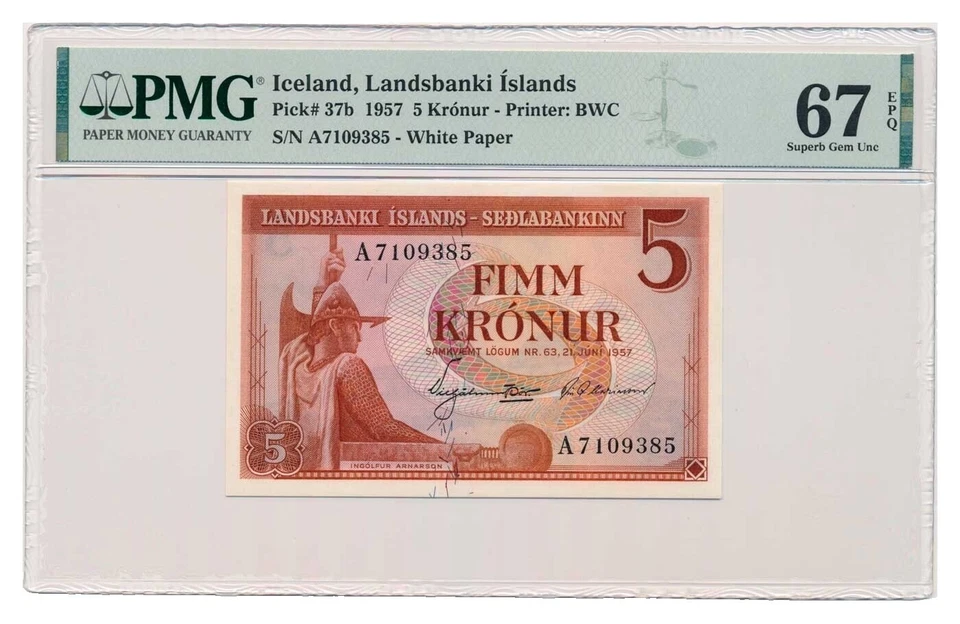 PMG®
PAPER MONEY GUARANTY
Iceland, Landsbanki Íslands
Pick# 37b 1957 5 Krónur - Printer: BWC
S/N A7109385 - White Paper
67 EPQ
Superb Gem Unc
LANDSBANKI ÍSLANDS - SEÐLABANKINN
5
A7109385
FIMM
KRÓNUR
SAMKVÆMT LÖGUM NR. 63, 21. JUNI 1957
A7109385
5
INGÓLFUR ARNARSON